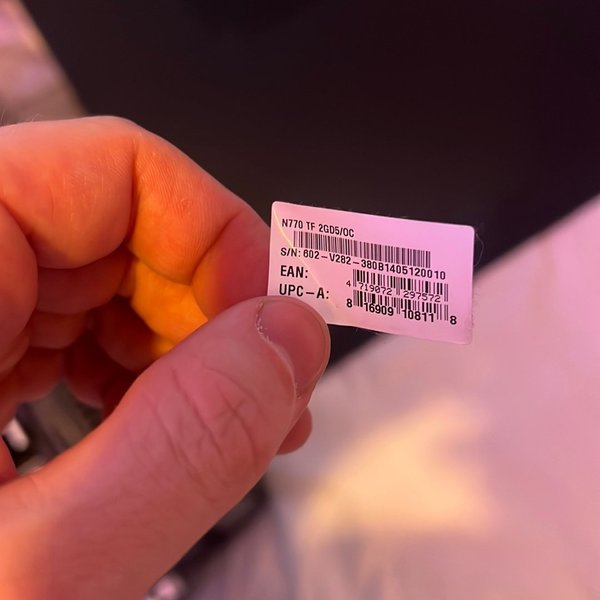 N770 TF 2GD5/OC
S/N: 602-V282-380B1405120010
EAN:
4 719072 297572
UPC-A:
8 16909 10811 8